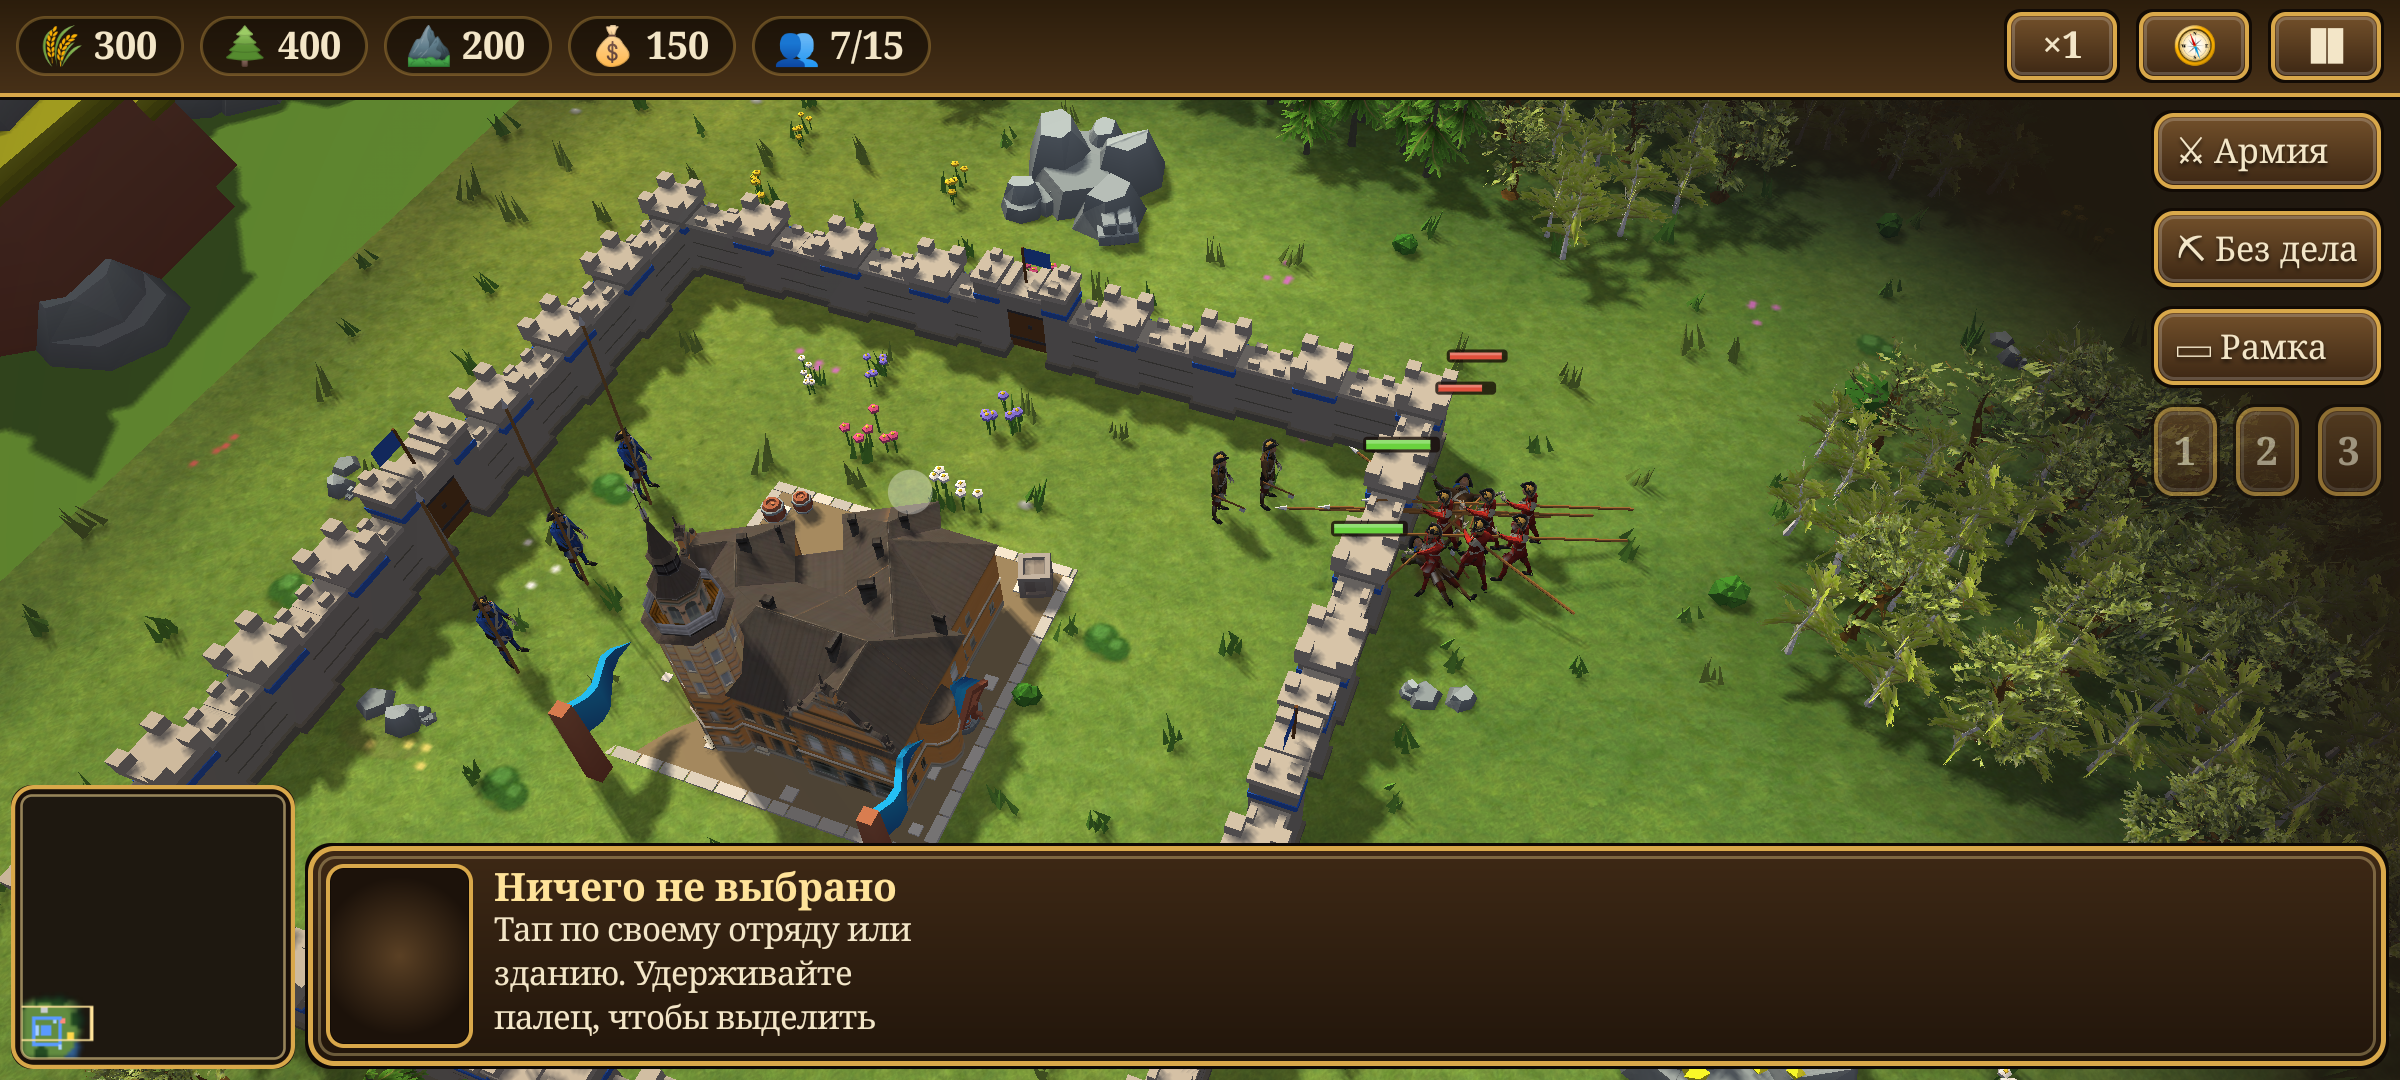 300
400
200
150
7/15
×1
Армия
Без дела
Рамка
1
2
3
Ничего не выбрано
Тап по своему отряду или
зданию. Удерживайте
палец, чтобы выделить